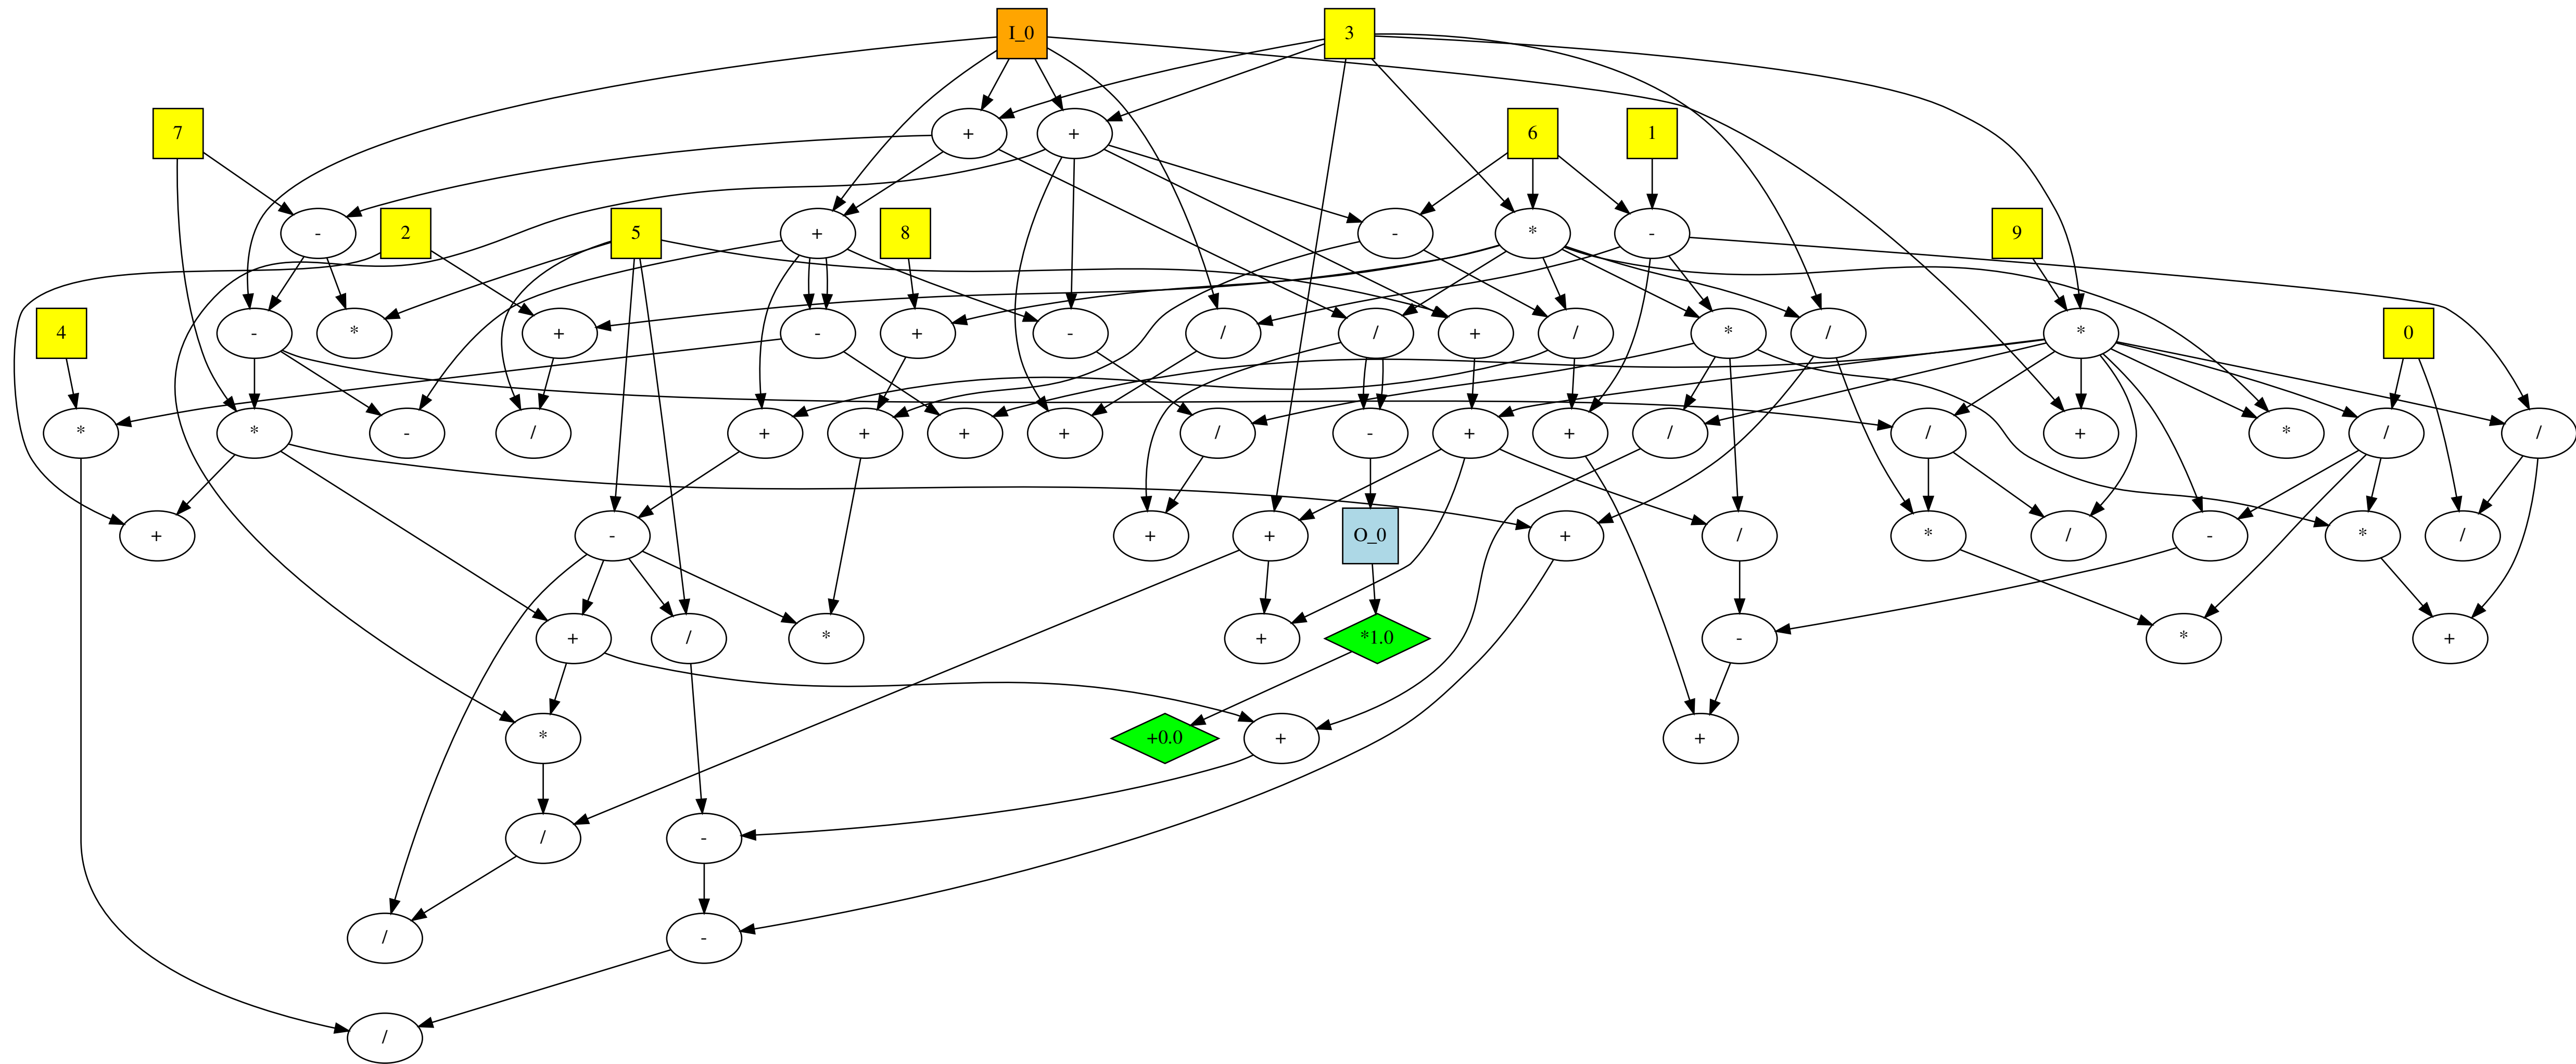 I_0 3
7 + + 6 1
- 2 5 + 8 - * - 9
4 - * + - + - / / + / * / * 0
* * - / + + + + / - + + / / + * / /
+ - + + O_0 + / * / - * /
+ / * + *1.0 - * +
* +0.0 + +
/ -
/ -
/